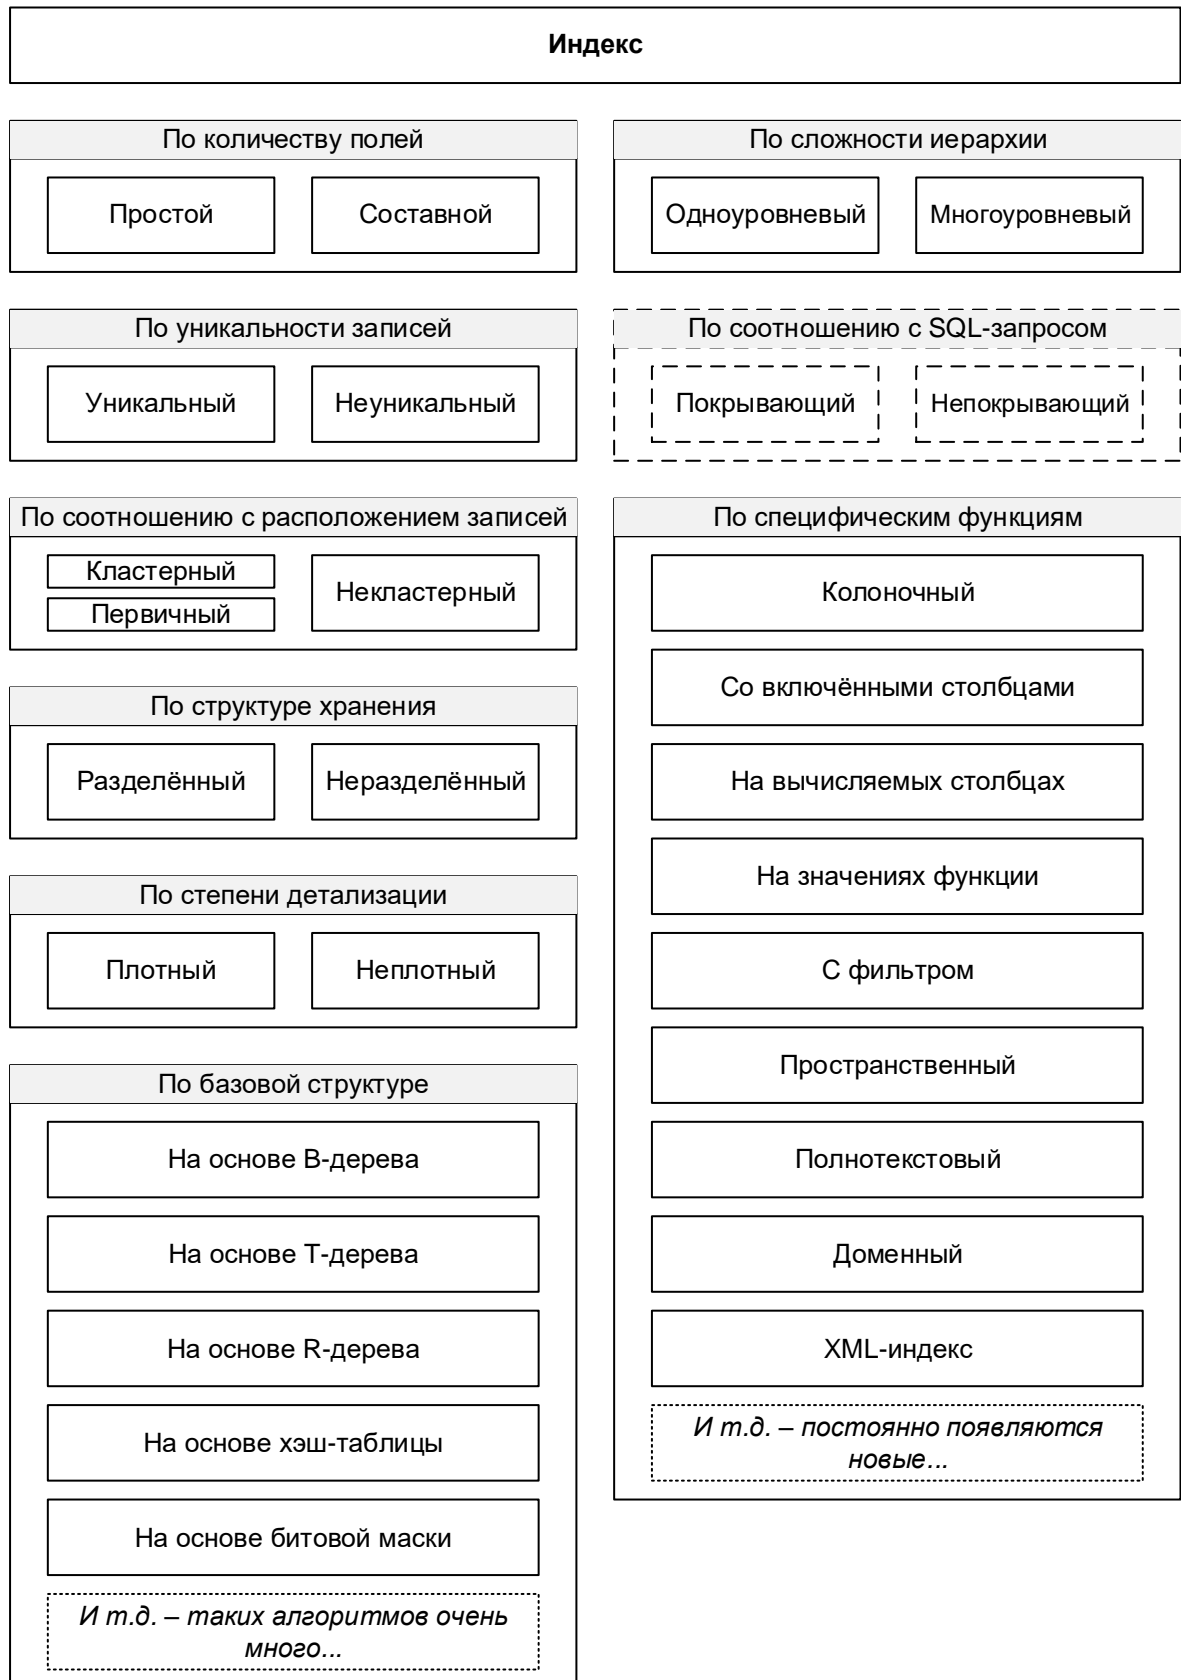 Индекс
По количеству полей
Простой
Составной
По уникальности записей
Уникальный
Неуникальный
По соотношению с расположением записей
Кластерный
Первичный
Некластерный
По структуре хранения
Разделённый
Неразделённый
По степени детализации
Плотный
Неплотный
По базовой структуре
На основе B-дерева
На основе T-дерева
На основе R-дерева
На основе хэш-таблицы
На основе битовой маски
И т.д. – таких алгоритмов очень
много...
По сложности иерархии
Одноуровневый
Многоуровневый
По соотношению с SQL-запросом
Покрывающий
Непокрывающий
По специфическим функциям
Колоночный
Со включёнными столбцами
На вычисляемых столбцах
На значениях функции
С фильтром
Пространственный
Полнотекстовый
Доменный
XML-индекс
И т.д. – постоянно появляются
новые...